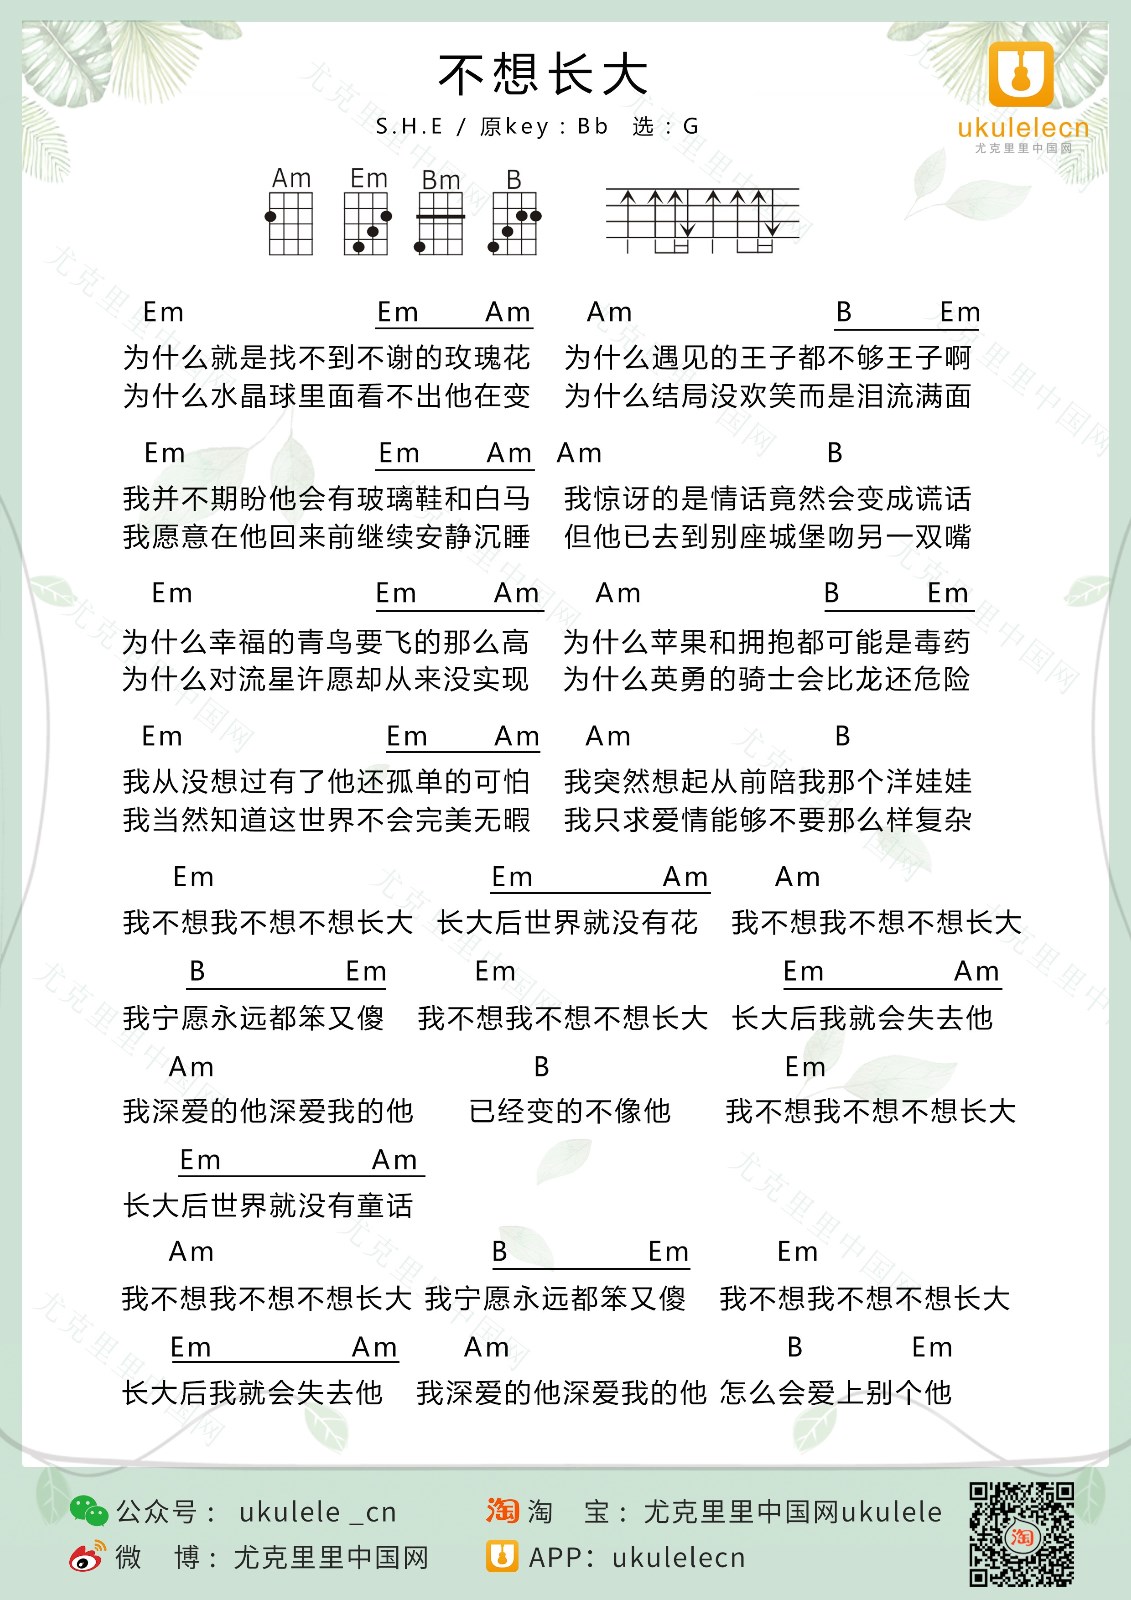 不想长大
S.H.E / 原key：Bb 选：G
ukulelecn
尤克里里中国网
Am Em Bm B
Em Em Am Am B Em
为什么就是找不到不谢的玫瑰花 为什么遇见的王子都不够王子啊
为什么水晶球里面看不出他在变 为什么结局没欢笑而是泪流满面
Em Em Am Am B
我并不期盼他会有玻璃鞋和白马 我惊讶的是情话竟然会变成谎话
我愿意在他回来前继续安静沉睡 但他已去到别座城堡吻另一双嘴
Em Em Am Am B Em
为什么幸福的青鸟要飞的那么高 为什么苹果和拥抱都可能是毒药
为什么对流星许愿却从来没实现 为什么英勇的骑士会比龙还危险
Em Em Am Am B
我从没想过有了他还孤单的可怕 我突然想起从前陪我那个洋娃娃
我当然知道这世界不会完美无暇 我只求爱情能够不要那么样复杂
Em Em Am Am
我不想我不想不想长大 长大后世界就没有花 我不想我不想不想长大
B Em Em Em Am
我宁愿永远都笨又傻 我不想我不想不想长大 长大后我就会失去他
Am B Em
我深爱的他深爱我的他 已经变的不像他 我不想我不想不想长大
Em Am
长大后世界就没有童话
Am B Em Em
我不想我不想不想长大 我宁愿永远都笨又傻 我不想我不想不想长大
Em Am Am B Em
长大后我就会失去他 我深爱的他深爱我的他 怎么会爱上别个他
公众号：ukulele _cn 淘 淘 宝：尤克里里中国网ukulele
微 博：尤克里里中国网 APP：ukulelecn
淘